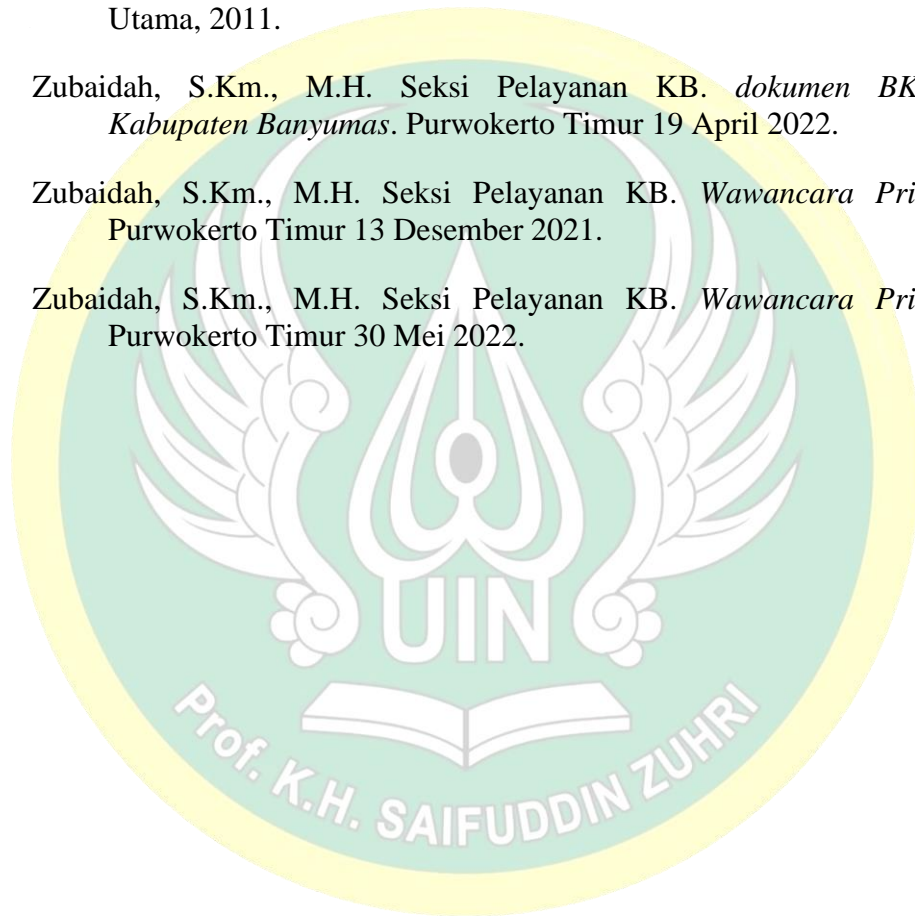 Utama, 2011.
Zubaidah, S.Km., M.H. Seksi Pelayanan KB. dokumen BK
Kabupaten Banyumas. Purwokerto Timur 19 April 2022.
Zubaidah, S.Km., M.H. Seksi Pelayanan KB. Wawancara Pri
Purwokerto Timur 13 Desember 2021.
Zubaidah, S.Km., M.H. Seksi Pelayanan KB. Wawancara Pri
Purwokerto Timur 30 Mei 2022.
UIN
Prof. K.H. SAIFUDDIN ZUHRI